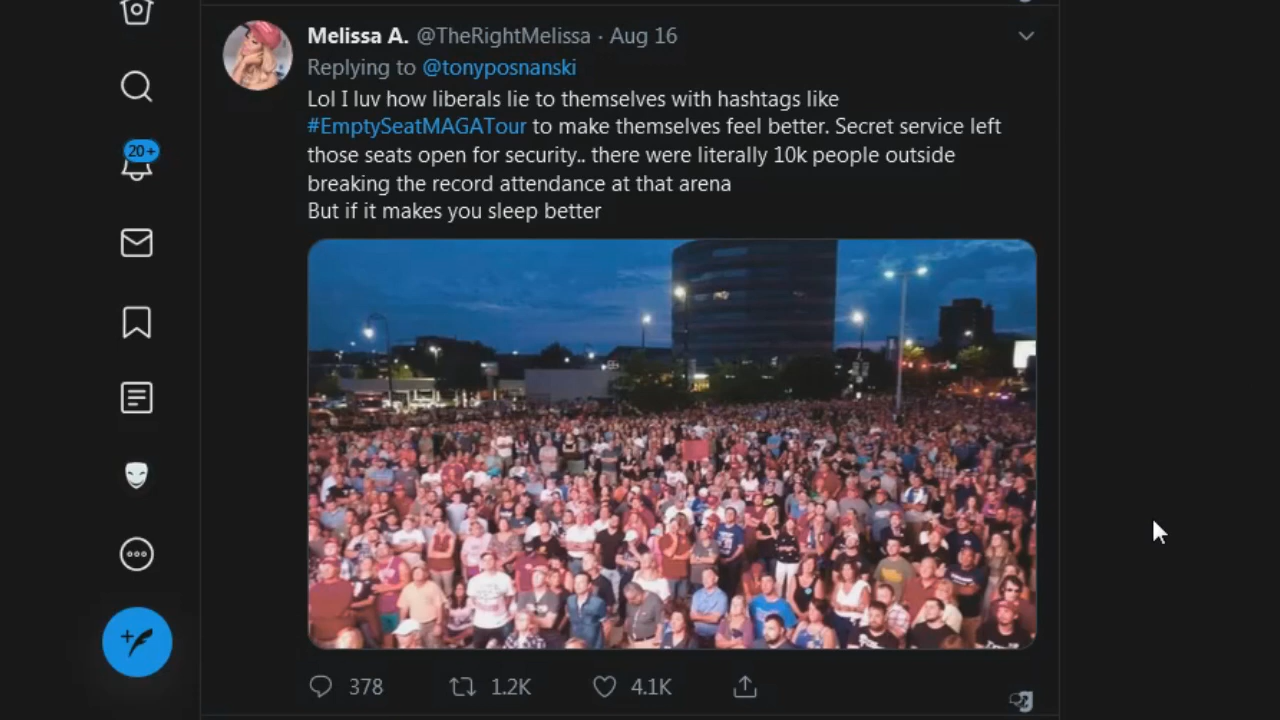 Melissa A. @TheRightMelissa · Aug 16
Replying to @tonyposnanski
Lol I luv how liberals lie to themselves with hashtags like
#EmptySeatMAGATour to make themselves feel better. Secret service left
those seats open for security.. there were literally 10k people outside
breaking the record attendance at that arena
But if it makes you sleep better
20+
378 1.2K 4.1K